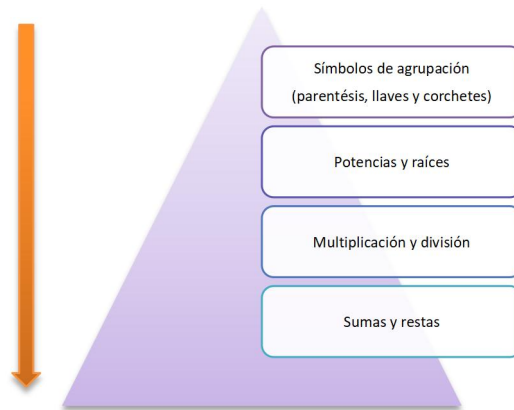 Símbolos de agrupación
(parentésis, llaves y corchetes)
Potencias y raíces
Multiplicación y división
Sumas y restas